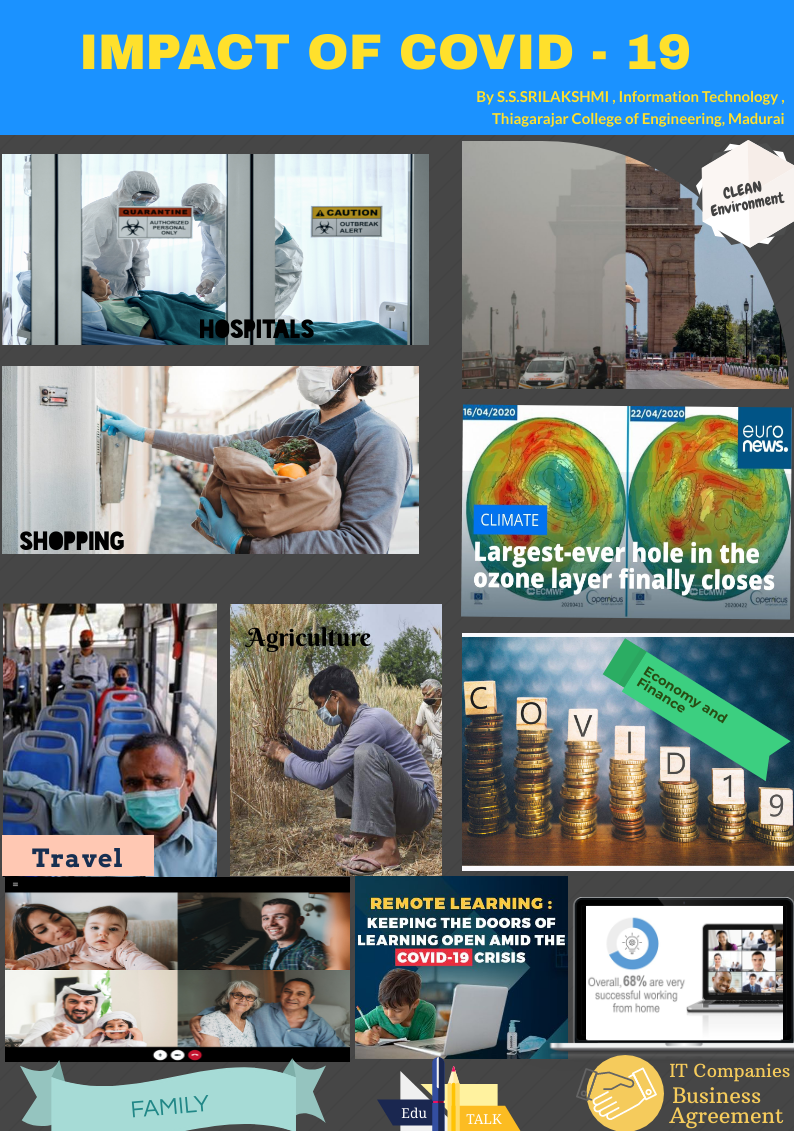 IMPACT OF COVID - 19
By S.S.SRILAKSHMI , Information Technology ,
Thiagarajar College of Engineering, Madurai
QUARANTINE
AUTHORIZED
PERSONAL
ONLY
CAUTION
OUTBREAK
ALERT
HOSPITALS
CLEAN
Environment
SHOPPING
16/04/2020
22/04/2020
euro
news.
CLIMATE
Largest-ever hole in the
ozone layer finally closes
ECMWF
opernicus
ECMWF
opernicus
Travel
Agriculture
Economy and
Finance
C
O
V
I
D
1
9
REMOTE LEARNING :
KEEPING THE DOORS OF
LEARNING OPEN AMID THE
COVID-19 CRISIS
Overall, 68% are very
successful working
from home
FAMILY
Edu
TALK
IT Companies
Business
Agreement